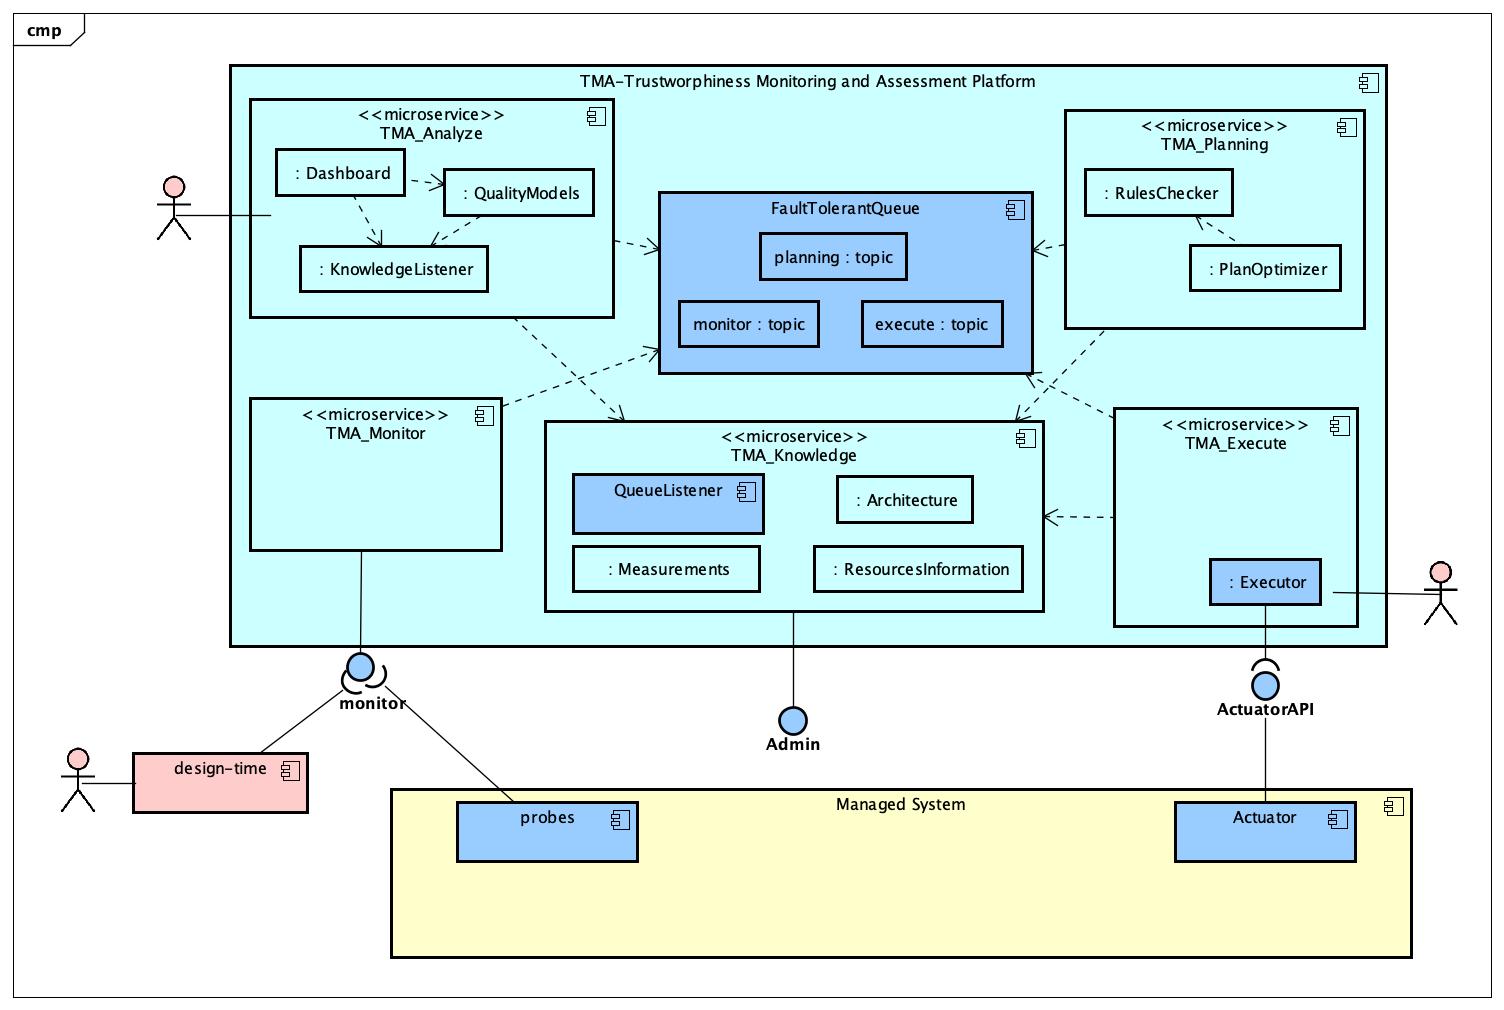 cmp
TMA-Trustworphiness Monitoring and Assessment Platform
<<microservice>>
TMA_Analyze
: Dashboard
: QualityModels
: KnowledgeListener
FaultTolerantQueue
planning : topic
monitor : topic
execute : topic
<<microservice>>
TMA_Planning
: RulesChecker
: PlanOptimizer
<<microservice>>
TMA_Monitor
<<microservice>>
TMA_Knowledge
QueueListener
: Architecture
: Measurements
: ResourcesInformation
<<microservice>>
TMA_Execute
: Executor
monitor
Admin
ActuatorAPI
design-time
Managed System
probes
Actuator